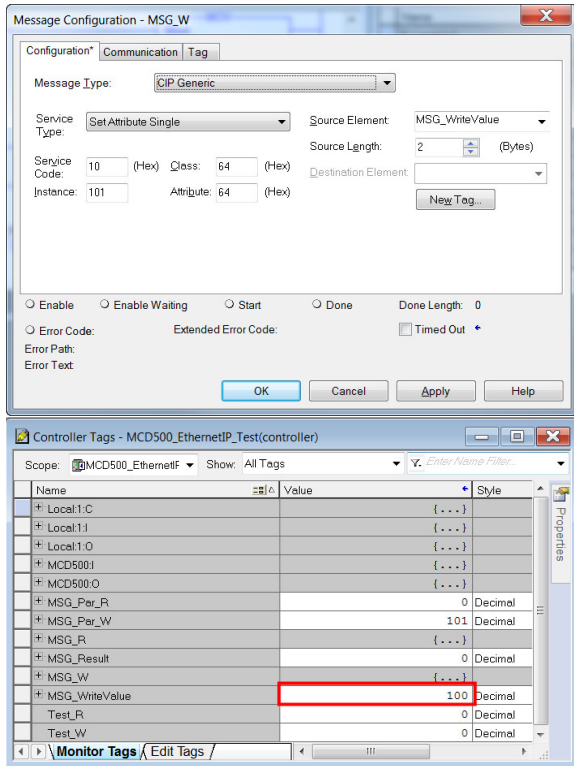 Message Configuration - MSG_W
Configuration* Communication Tag
Message Type: CIP Generic
Service Type: Set Attribute Single
Service Code: 10 (Hex) Class: 64 (Hex)
Instance: 101 Attribute: 64 (Hex)
Source Element: MSG_WriteValue
Source Length: 2 (Bytes)
Destination Element:
New Tag...
Enable Enable Waiting Start Done Done Length: 0
Error Code: Extended Error Code: Timed Out
Error Path:
Error Text:
OK Cancel Apply Help
Controller Tags - MCD500_EthernetIP_Test(controller)
Scope: MCD500_EthernetIF Show: All Tags Enter Name Filter...
Name Value Style
Local:1:C {...}
Local:1:I {...}
Local:1:O {...}
MCD500:I {...}
MCD500:O {...}
MSG_Par_R 0 Decimal
MSG_Par_W 101 Decimal
MSG_R {...}
MSG_Result 0 Decimal
MSG_W {...}
MSG_WriteValue 100 Decimal
Test_R 0 Decimal
Test_W 0 Decimal
Monitor Tags Edit Tags
Properties